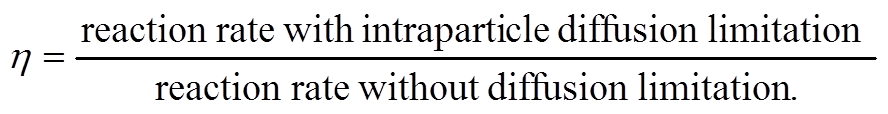 η = reaction rate with intraparticle diffusion limitation
reaction rate without diffusion limitation.